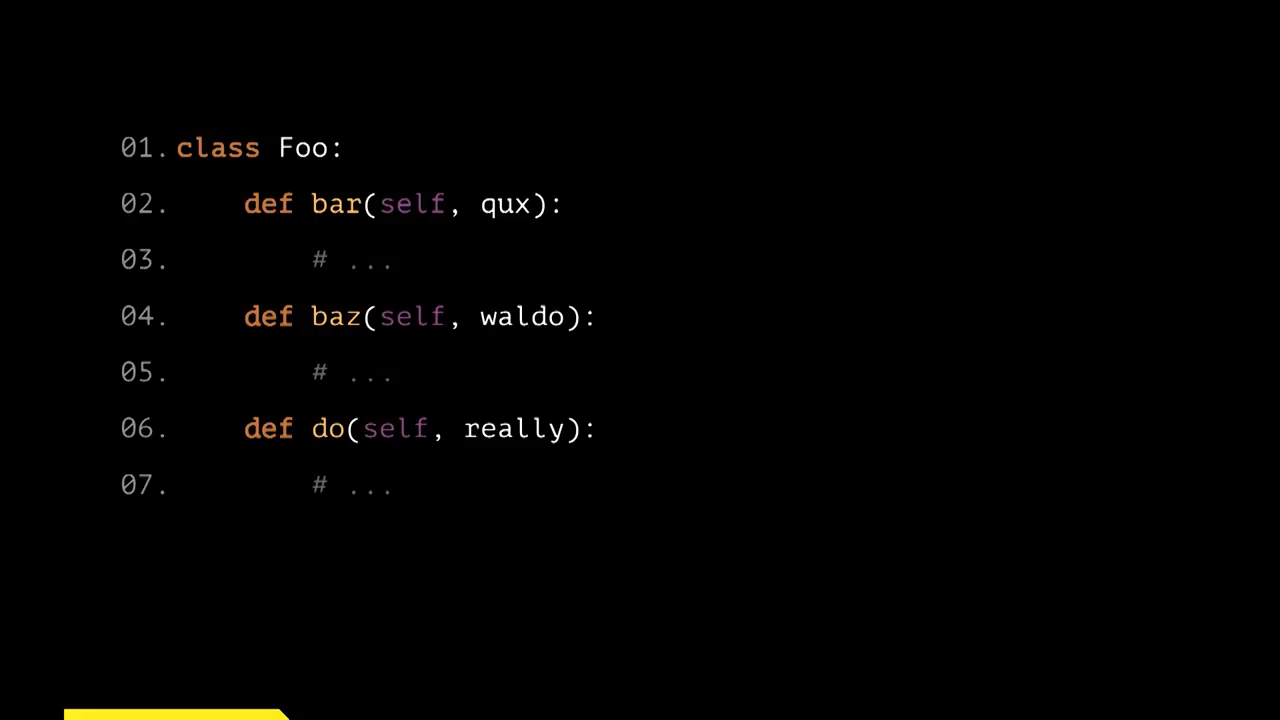 01. class Foo:
02.     def bar(self, qux):
03.         # ...
04.     def baz(self, waldo):
05.         # ...
06.     def do(self, really):
07.         # ...